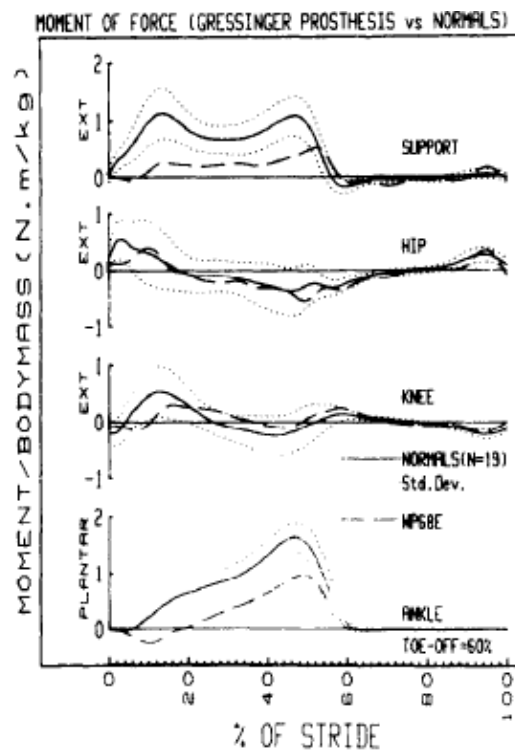 MOMENT OF FORCE (GRESSINGER PROSTHESIS vs NORMALS)
MOMENT/BODYMASS (N.m/kg)
2
1
0
EXT
SUPPORT
1
0
-1
EXT
HIP
1
0
-1
EXT
KNEE
NORMALS(N=19)
Std.Dev.
WP68E
2
1
0
PLANTAR
ANKLE
TOE-OFF=60%
0
20
40
60
80
100
% OF STRIDE